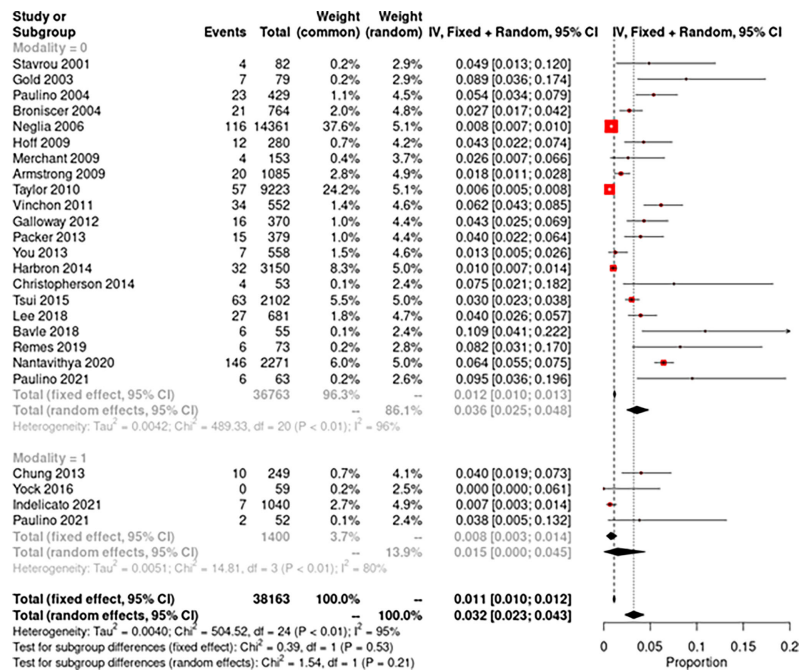 Study or Weight Weight
Subgroup Events Total (common) (random) IV, Fixed + Random, 95% CI IV, Fixed + Random, 95% CI
Modality = 0
Stavrou 2001 4 82 0.2% 2.9% 0.049 [0.013; 0.120]
Gold 2003 7 79 0.2% 2.9% 0.089 [0.036; 0.174]
Paulino 2004 23 429 1.1% 4.5% 0.054 [0.034; 0.079]
Broniscer 2004 21 764 2.0% 4.8% 0.027 [0.017; 0.042]
Neglia 2006 116 14361 37.6% 5.1% 0.008 [0.007; 0.010]
Hoff 2009 12 280 0.7% 4.2% 0.043 [0.022; 0.074]
Merchant 2009 4 153 0.4% 3.7% 0.026 [0.007; 0.066]
Armstrong 2009 20 1085 2.8% 4.9% 0.018 [0.011; 0.028]
Taylor 2010 57 9223 24.2% 5.1% 0.006 [0.005; 0.008]
Vinchon 2011 34 552 1.4% 4.6% 0.062 [0.043; 0.085]
Galloway 2012 16 370 1.0% 4.4% 0.043 [0.025; 0.069]
Packer 2013 15 379 1.0% 4.4% 0.040 [0.022; 0.064]
You 2013 7 558 1.5% 4.6% 0.013 [0.005; 0.026]
Harbron 2014 32 3150 8.3% 5.0% 0.010 [0.007; 0.014]
Christopherson 2014 4 53 0.1% 2.4% 0.075 [0.021; 0.182]
Tsui 2015 63 2102 5.5% 5.0% 0.030 [0.023; 0.038]
Lee 2018 27 681 1.8% 4.7% 0.040 [0.026; 0.057]
Bavle 2018 6 55 0.1% 2.4% 0.109 [0.041; 0.222]
Remes 2019 6 73 0.2% 2.8% 0.082 [0.031; 0.170]
Nantavithya 2020 146 2271 6.0% 5.0% 0.064 [0.055; 0.075]
Paulino 2021 6 63 0.2% 2.6% 0.095 [0.036; 0.196]
Total (fixed effect, 95% CI) 36763 96.3% -- 0.012 [0.010; 0.013]
Total (random effects, 95% CI) -- 86.1% 0.036 [0.025; 0.048]
Heterogeneity: Tau² = 0.0042; Chi² = 489.33, df = 20 (P < 0.01); I² = 96%
Modality = 1
Chung 2013 10 249 0.7% 4.1% 0.040 [0.019; 0.073]
Yock 2016 0 59 0.2% 2.5% 0.000 [0.000; 0.061]
Indelicato 2021 7 1040 2.7% 4.9% 0.007 [0.003; 0.014]
Paulino 2021 2 52 0.1% 2.4% 0.038 [0.005; 0.132]
Total (fixed effect, 95% CI) 1400 3.7% -- 0.008 [0.003; 0.014]
Total (random effects, 95% CI) -- 13.9% 0.015 [0.000; 0.045]
Heterogeneity: Tau² = 0.0051; Chi² = 14.81, df = 3 (P < 0.01); I² = 80%
Total (fixed effect, 95% CI) 38163 100.0% -- 0.011 [0.010; 0.012]
Total (random effects, 95% CI) -- 100.0% 0.032 [0.023; 0.043]
Heterogeneity: Tau² = 0.0040; Chi² = 504.52, df = 24 (P < 0.01); I² = 95%
Test for subgroup differences (fixed effect): Chi² = 0.39, df = 1 (P = 0.53)
Test for subgroup differences (random effects): Chi² = 1.54, df = 1 (P = 0.21)
0 0.05 0.1 0.15 0.2
Proportion